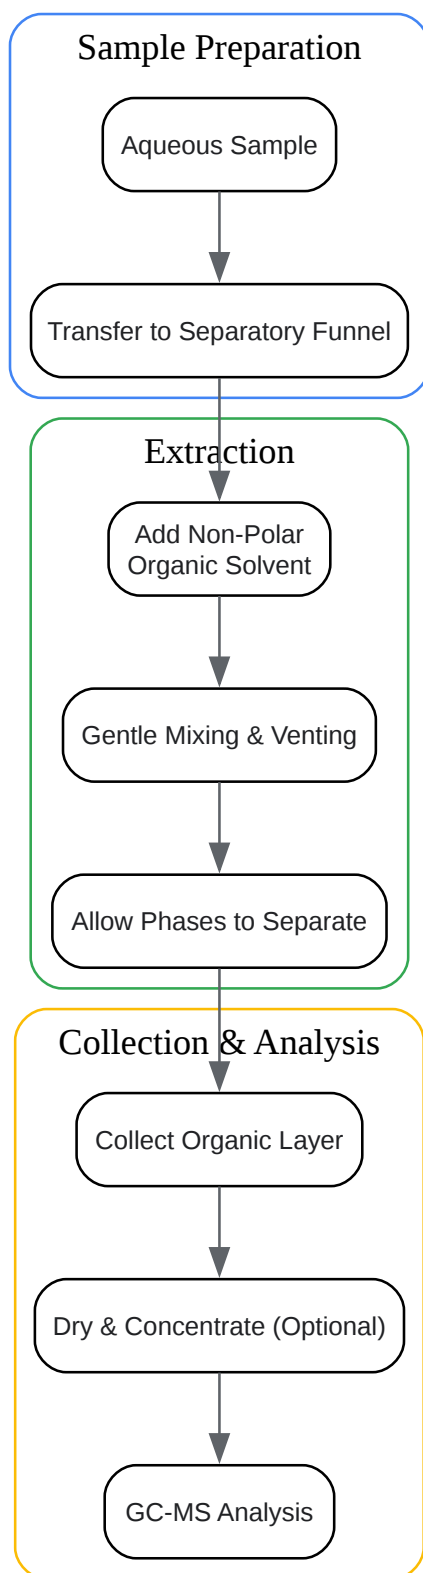 Sample Preparation
Aqueous Sample
Transfer to Separatory Funnel
Extraction
Add Non-Polar
Organic Solvent
Gentle Mixing & Venting
Allow Phases to Separate
Collection & Analysis
Collect Organic Layer
Dry & Concentrate (Optional)
GC-MS Analysis